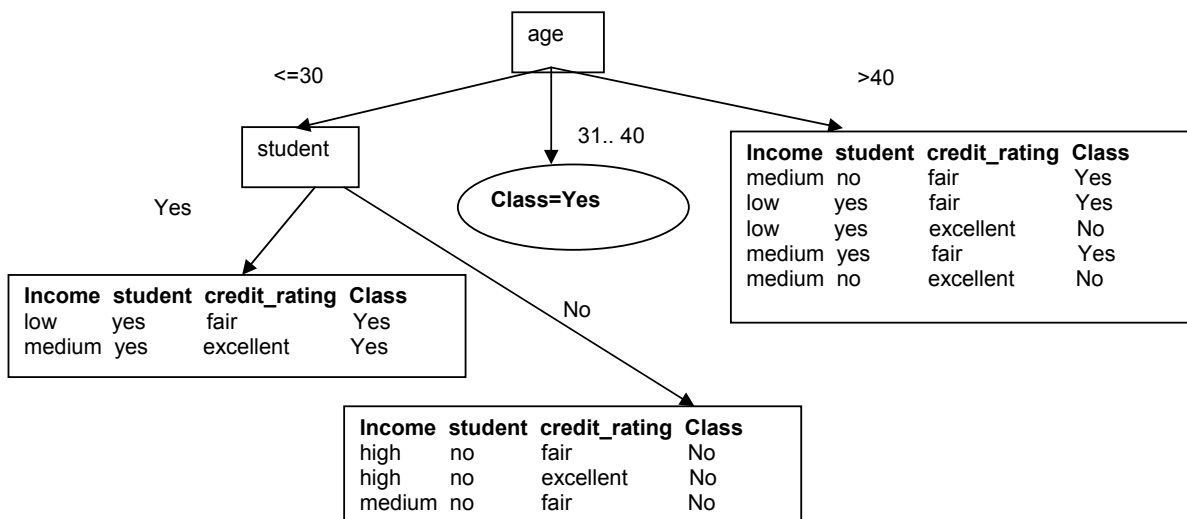 age
<=30
>40
31.. 40
student
Class=Yes
Income student credit_rating Class
medium no fair Yes
low yes fair Yes
low yes excellent No
medium yes fair Yes
medium no excellent No
Yes
No
Income student credit_rating Class
low yes fair Yes
medium yes excellent Yes
Income student credit_rating Class
high no fair No
high no excellent No
medium no fair No